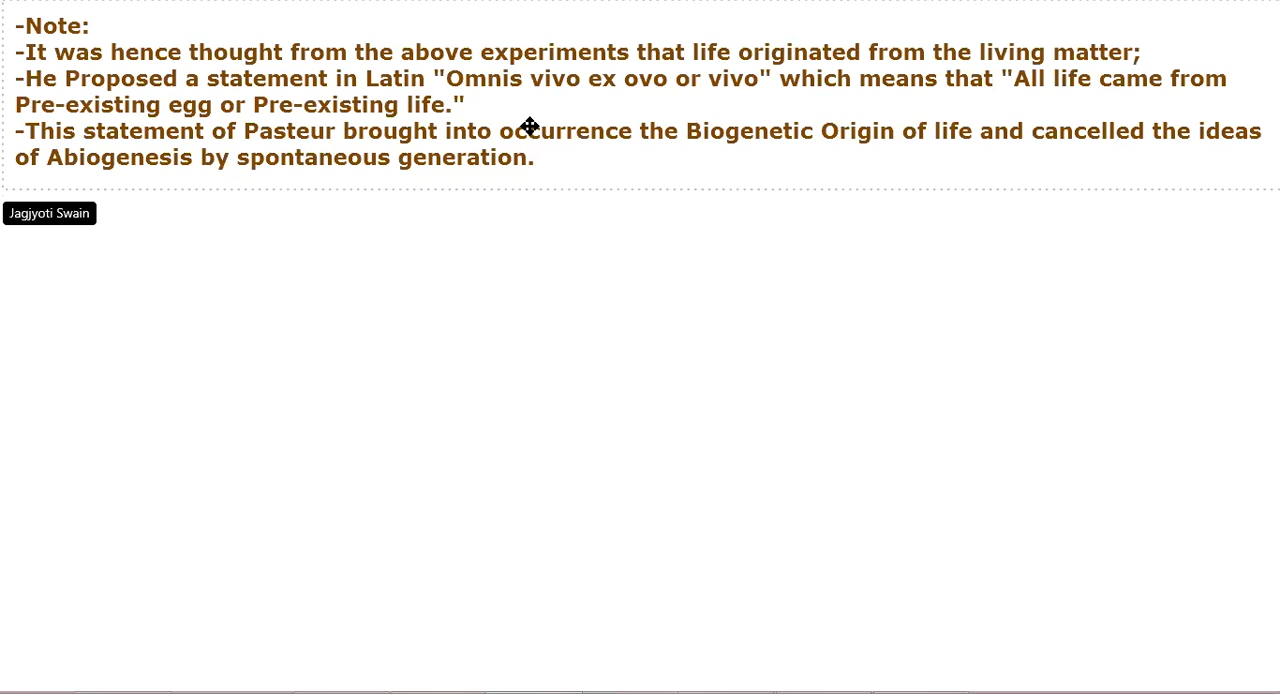 -Note:
-It was hence thought from the above experiments that life originated from the living matter;
-He Proposed a statement in Latin "Omnis vivo ex ovo or vivo" which means that "All life came from
Pre-existing egg or Pre-existing life."
-This statement of Pasteur brought into occurrence the Biogenetic Origin of life and cancelled the ideas
of Abiogenesis by spontaneous generation.
Jagjyoti Swain